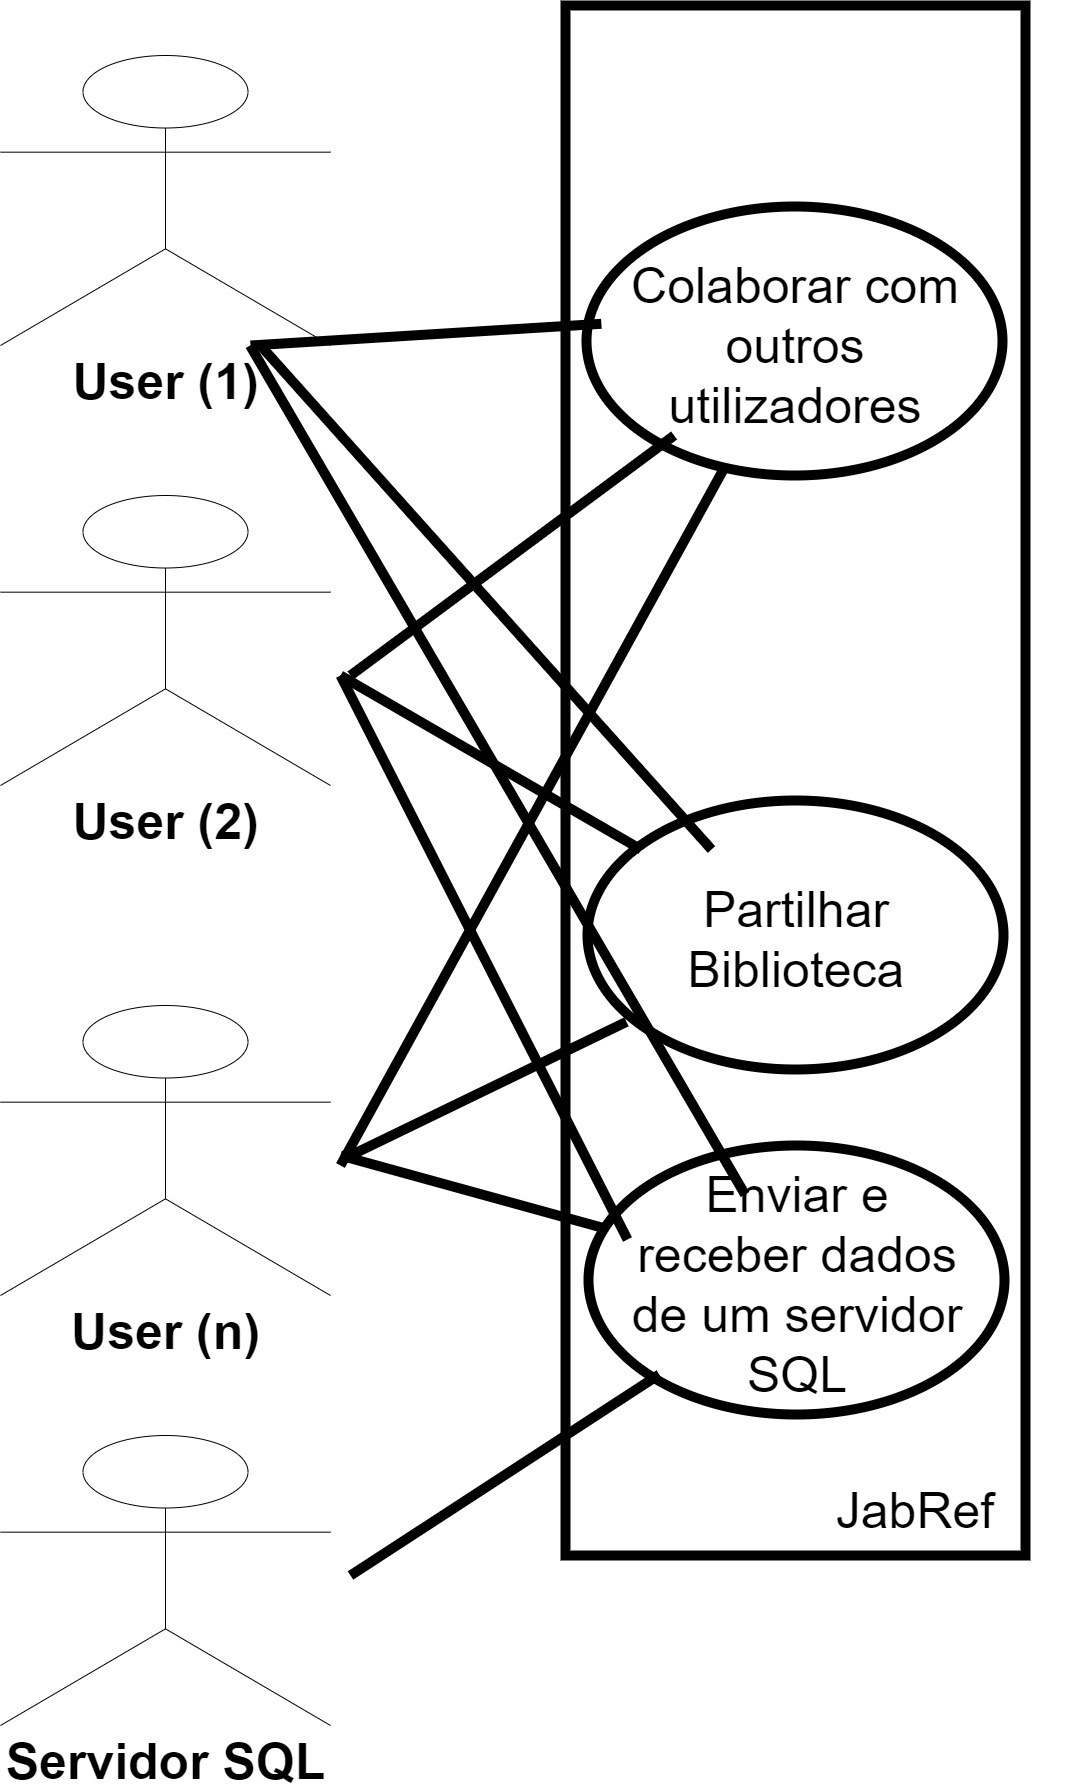 User (1)
User (2)
User (n)
Servidor SQL
Colaborar com
outros
utilizadores
Partilhar
Biblioteca
Enviar e
receber dados
de um servidor
SQL
JabRef